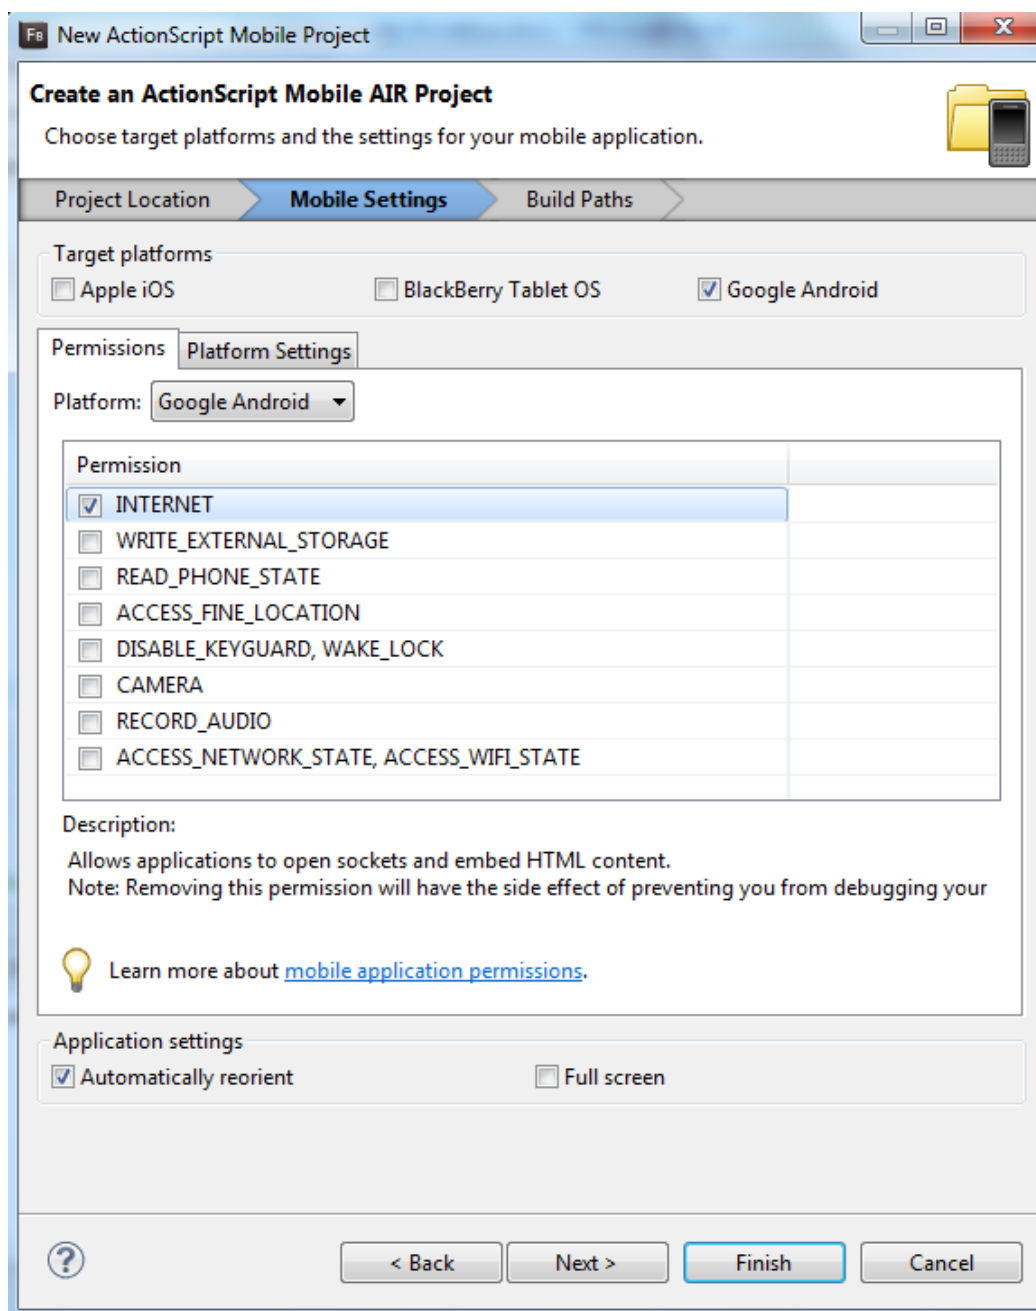 FB New ActionScript Mobile Project
Create an ActionScript Mobile AIR Project
Choose target platforms and the settings for your mobile application.
Project Location Mobile Settings Build Paths
Target platforms
Apple iOS BlackBerry Tablet OS Google Android
Permissions Platform Settings
Platform: Google Android
Permission
INTERNET
WRITE_EXTERNAL_STORAGE
READ_PHONE_STATE
ACCESS_FINE_LOCATION
DISABLE_KEYGUARD, WAKE_LOCK
CAMERA
RECORD_AUDIO
ACCESS_NETWORK_STATE, ACCESS_WIFI_STATE
Description:
Allows applications to open sockets and embed HTML content.
Note: Removing this permission will have the side effect of preventing you from debugging your
Learn more about mobile application permissions.
Application settings
Automatically reorient Full screen
? < Back Next > Finish Cancel